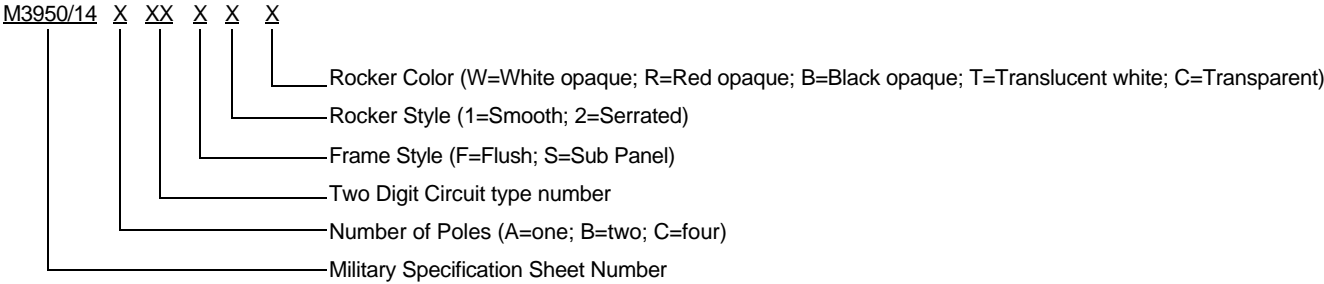 M3950/14 X XX X X X
Rocker Color (W=White opaque; R=Red opaque; B=Black opaque; T=Translucent white; C=Transparent)
Rocker Style (1=Smooth; 2=Serrated)
Frame Style (F=Flush; S=Sub Panel)
Two Digit Circuit type number
Number of Poles (A=one; B=two; C=four)
Military Specification Sheet Number